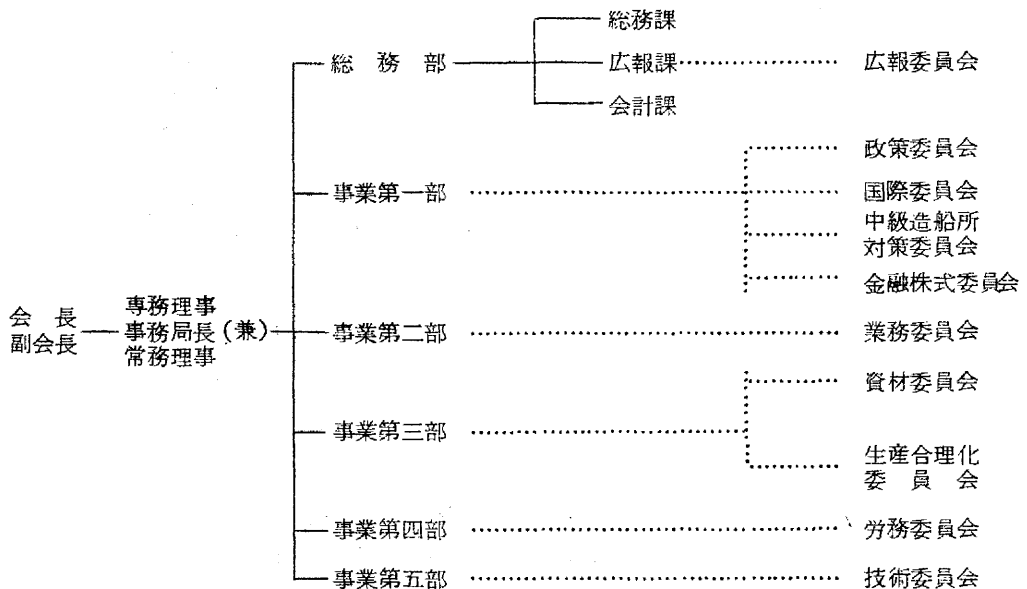 総務課
総務部
広報課
広報委員会
会計課
政策委員会
事業第一部
国際委員会
中級造船所
対策委員会
金融株式委員会
会長
副会長
専務理事
事務局長(兼)
常務理事
事業第二部
業務委員会
資材委員会
事業第三部
生産合理化
委員会
事業第四部
労務委員会
事業第五部
技術委員会